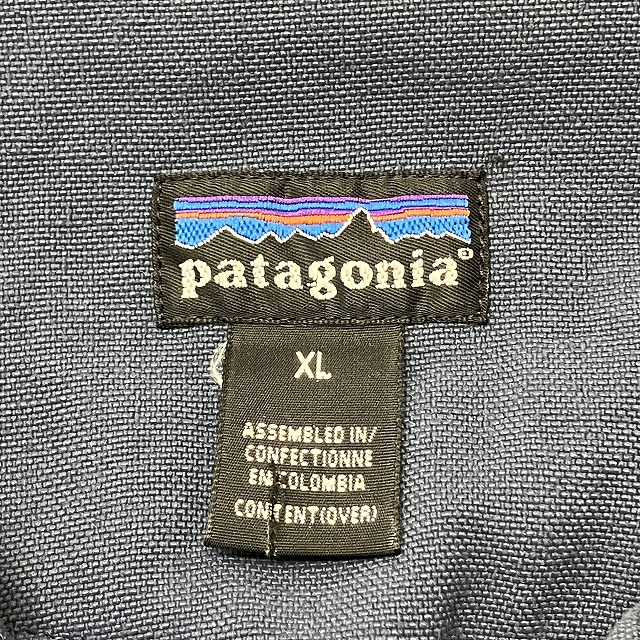 patagonia®
XL
ASSEMBLED IN/
CONFECTIONNE
EN COLOMBIA
CONTENT(OVER)